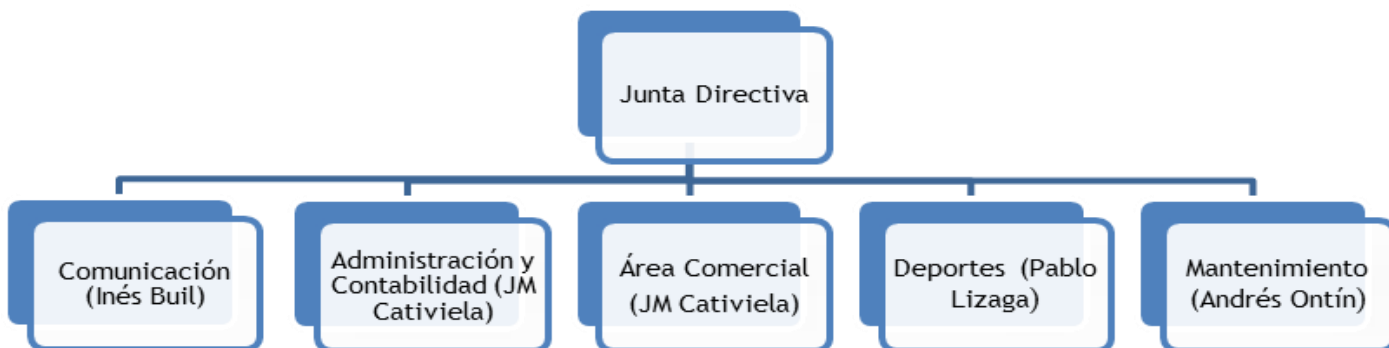 Junta Directiva
Comunicación
(Inés Buil)
Administración y
Contabilidad (JM
Cativiela)
Área Comercial
(JM Cativiela)
Deportes (Pablo
Lizaga)
Mantenimiento
(Andrés Ontín)